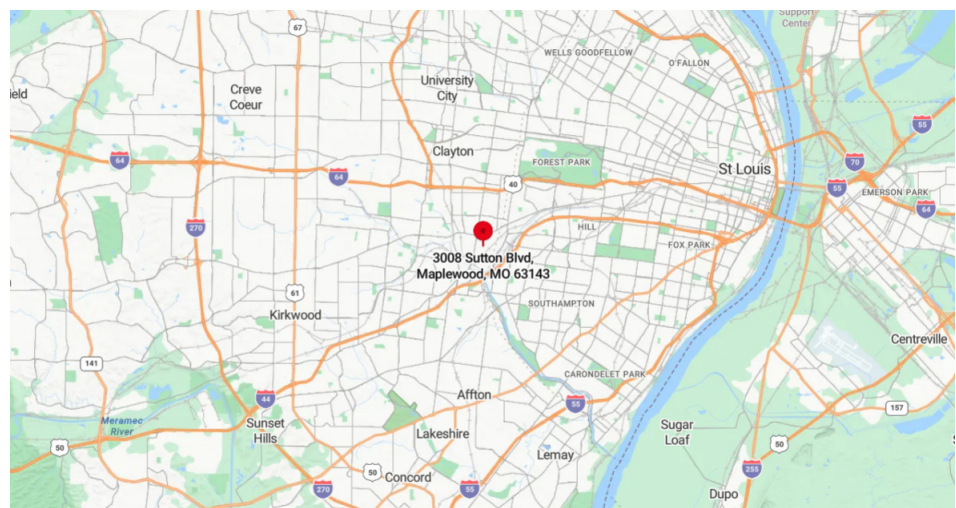 67
Support
Center
WELLS GOODFELLOW
O'FALLON
University
City
Creve
Coeur
ield
55
Clayton
64
FOREST PARK
70
64
40
St Louis
55
EMERSON PARK
64
270
HILL
FOX PARK
3008 Sutton Blvd,
Maplewood, MO 63143
61
SOUTHAMPTON
Kirkwood
Centreville
141
CARONDELET PARK
Affton
44
55
157
Meramec
River
Sunset
Hills
Sugar
Loaf
Lakeshire
50
50
Lemay
255
50
Concord
270
55
Dupo
S